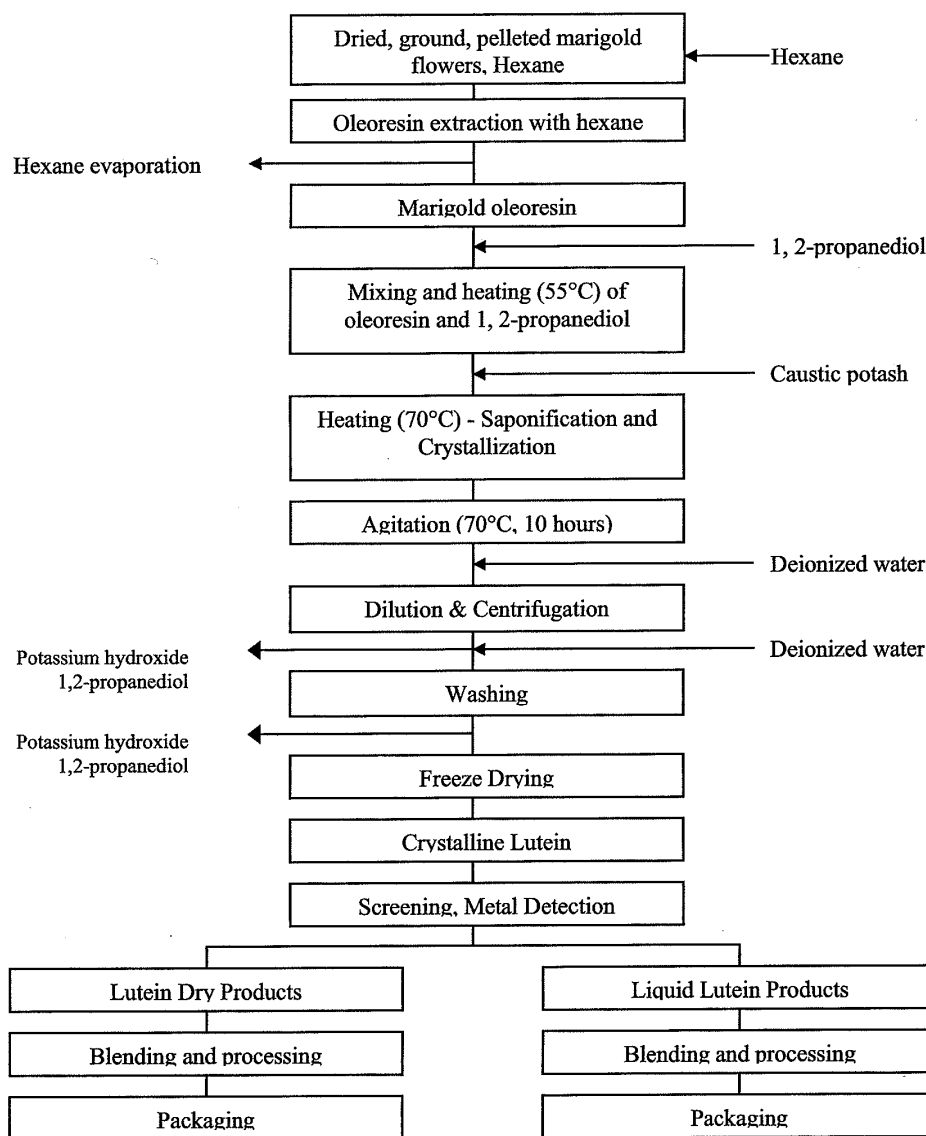 Dried, ground, pelleted marigold
flowers, Hexane
Hexane
Oleoresin extraction with hexane
Hexane evaporation
Marigold oleoresin
1, 2-propanediol
Mixing and heating (55°C) of
oleoresin and 1, 2-propanediol
Caustic potash
Heating (70°C) - Saponification and
Crystallization
Agitation (70°C, 10 hours)
Deionized water
Dilution & Centrifugation
Potassium hydroxide
1,2-propanediol
Deionized water
Washing
Potassium hydroxide
1,2-propanediol
Freeze Drying
Crystalline Lutein
Screening, Metal Detection
Lutein Dry Products
Liquid Lutein Products
Blending and processing
Blending and processing
Packaging
Packaging